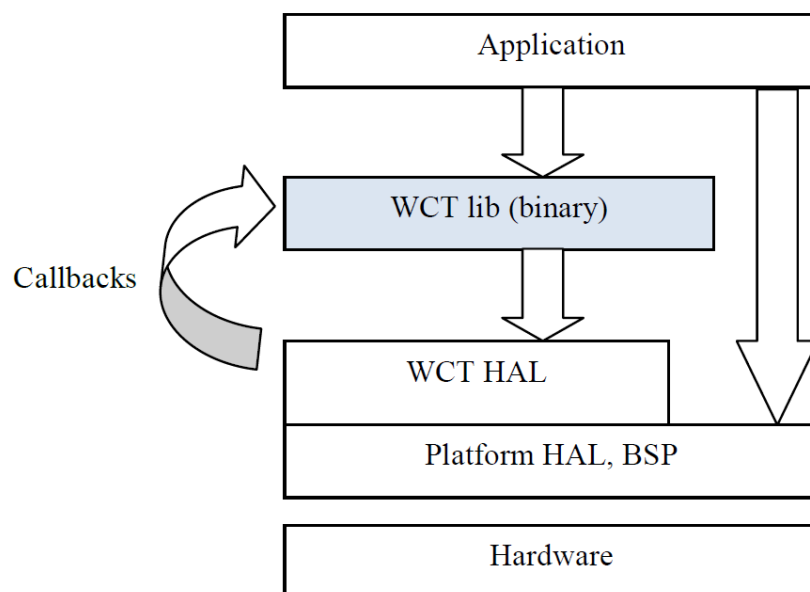 Application
WCT lib (binary)
Callbacks
WCT HAL
Platform HAL, BSP
Hardware